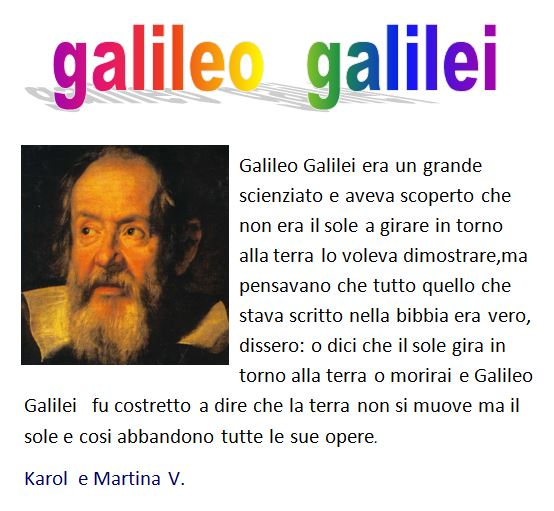 galileo galilei
Galileo Galilei era un grande
scienziato e aveva scoperto che
non era il sole a girare in torno
alla terra lo voleva dimostrare,ma
pensavano che tutto quello che
stava scritto nella bibbia era vero,
dissero: o dici che il sole gira in
torno alla terra o morirai e Galileo
Galilei fu costretto a dire che la terra non si muove ma il
sole e cosi abbandono tutte le sue opere.
Karol e Martina V.